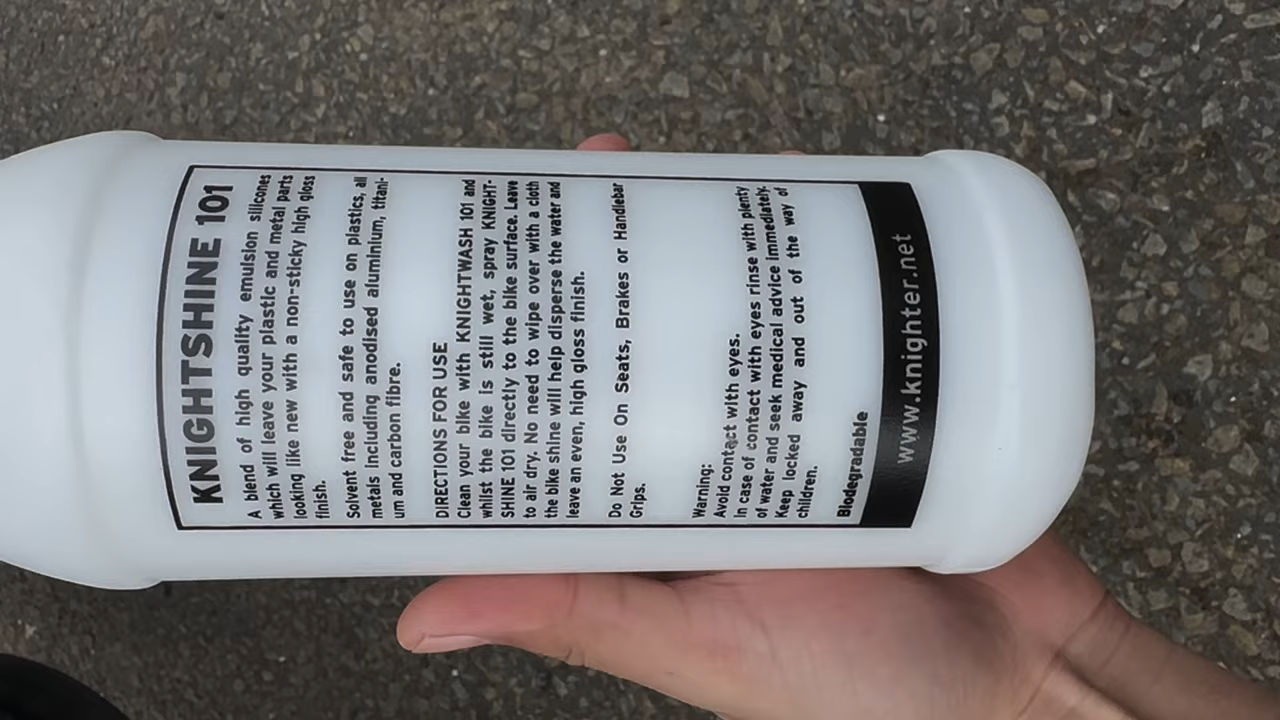 KNIGHTSHINE 101
A blend of high quality emulsion silicones
which will leave your plastic and metal parts
looking like new with a non-sticky high gloss
finish.
Solvent free and safe to use on plastics, all
metals including anodised aluminium, titani-
um and carbon fibre.
DIRECTIONS FOR USE
Clean your bike with KNIGHTWASH 101 and
whilst the bike is still wet, spray KNIGHT-
SHINE 101 directly to the bike surface. Leave
to air dry. No need to wipe over with a cloth
the bike shine will help disperse the water and
leave an even, high gloss finish.
Do Not Use On Seats, Brakes or Handlebar
Grips.
Warning:
Avoid contact with eyes.
In case of contact with eyes rinse with plenty
of water and seek medical advice immediately.
Keep locked away and out of the way of
children.
Biodegradable
www.knighter.net